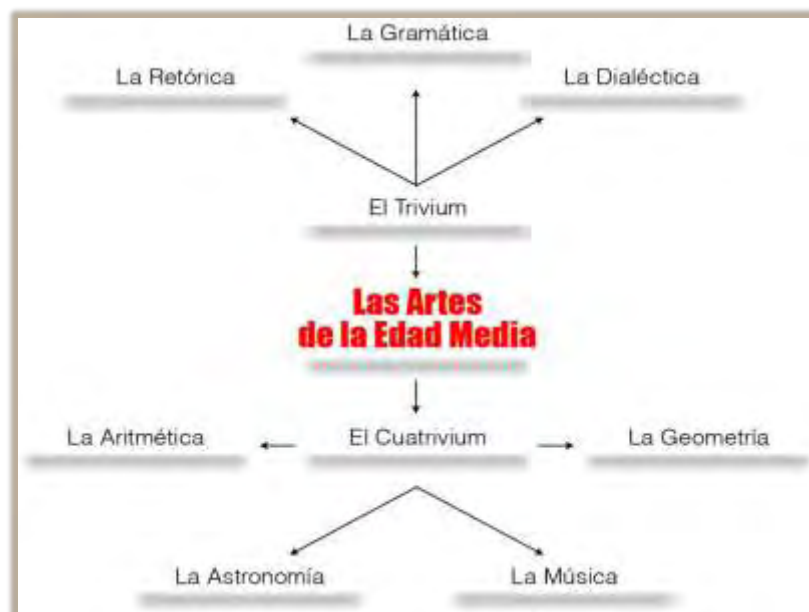 La Gramática
La Retórica
La Dialéctica
El Trivium
Las Artes
de la Edad Media
La Aritmética
El Cuatrivium
La Geometría
La Astronomía
La Música